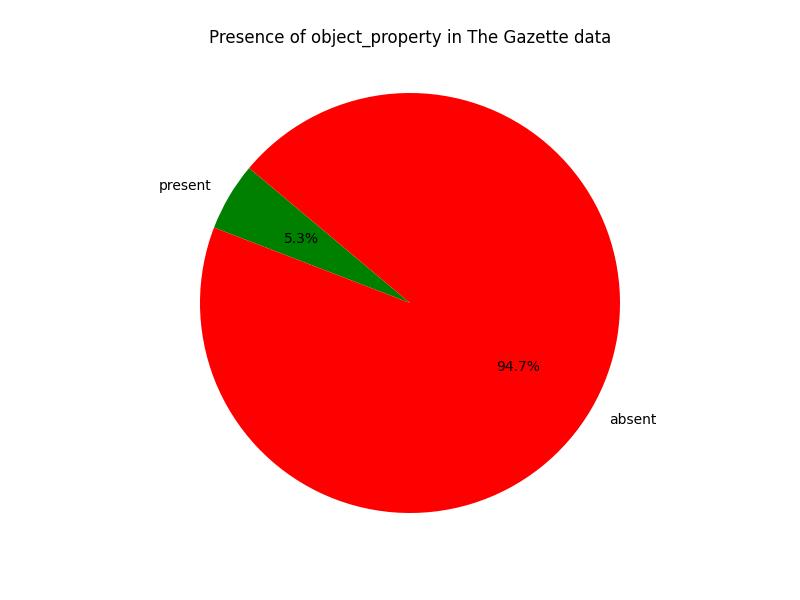 Presence of object_property in The Gazette data
present
5.3%
94.7%
absent